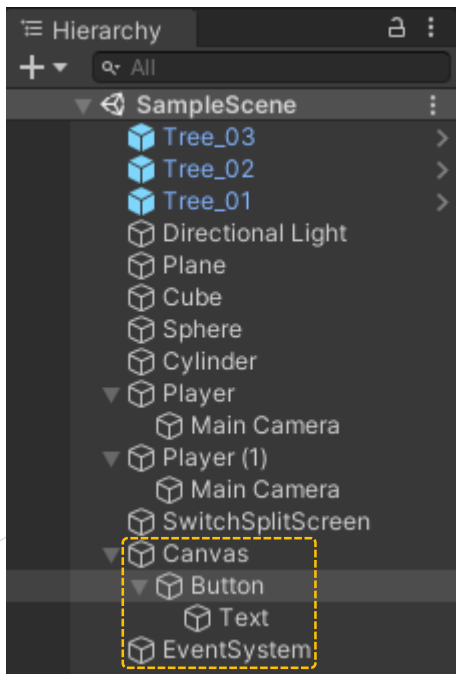 Hierarchy
All
SampleScene
Tree_03
Tree_02
Tree_01
Directional Light
Plane
Cube
Sphere
Cylinder
Player
Main Camera
Player (1)
Main Camera
SwitchSplitScreen
Canvas
Button
Text
EventSystem